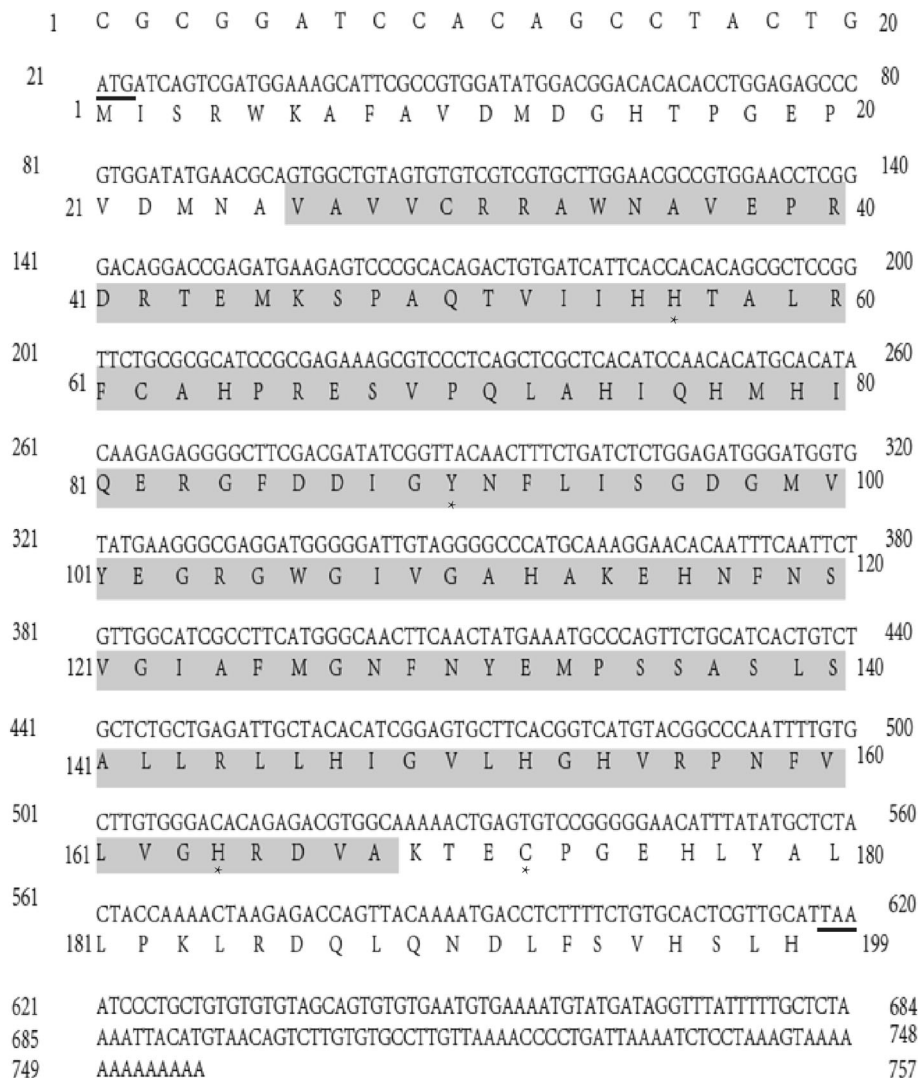 1 C G C G G A T C C A C A G C C T A C T G 20
21 ATGATCAGTCGATGGAAAGCATTCGCCGTGGATATGGACGGACACACACCTGGAGAGCCC 80
1 M I S R W K A F A V D M D G H T P G E P 20
81 GTGGATATGAACGCAGTGGCTGTAGTGTGTCGTCGTGCTTGGAACGCCGTGGAACCTCGG 140
21 V D M N A V A V V C R R A W N A V E P R 40
141 GACAGGACCGAGATGAAGAGTCCCGCACAGACTGTGATCATTCACCACACAGCGCTCCGG 200
41 D R T E M K S P A Q T V I I H H T A L R 60
*
201 TTCTGCGCGCATCCGCGAGAAAGCGTCCCTCAGCTCGCTCACATCCAACACATGCACATA 260
61 F C A H P R E S V P Q L A H I Q H M H I 80
261 CAAGAGAGGGGCTTCGACGATATCGGTTACAACTTTCTGATCTCTGGAGATGGGATGGTG 320
81 Q E R G F D D I G Y N F L I S G D G M V 100
*
321 TATGAAGGGCGAGGATGGGGGATTGTAGGGGCCCATGCAAAGGAACACAATTTCAATTCT 380
101 Y E G R G W G I V G A H A K E H N F N S 120
381 GTTGGCATCGCCTTCATGGGCAACTTCAACTATGAAATGCCCAGTTCTGCATCACTGTCT 440
121 V G I A F M G N F N Y E M P S S A S L S 140
441 GCTCTGCTGAGATTGCTACACATCGGAGTGCTTCACGGTCATGTACGGCCCAATTTTGTG 500
141 A L L R L L H I G V L H G H V R P N F V 160
501 CTTGTGGGACACAGAGACGTGGCAAAAACTGAGTGTCCGGGGGAACATTTATATGCTCTA 560
161 L V G H R D V A K T E C P G E H L Y A L 180
* *
561 CTACCAAAACTAAGAGACCAGTTACAAAATGACCTCTTTTCTGTGCACTCGTTGCATTAA 620
181 L P K L R D Q L Q N D L F S V H S L H 199
621 ATCCCTGCTGTGTGTGTAGCAGTGTGTGAATGTGAAAATGTATGATAGGTTTATTTTTGCTCTA 684
685 AAATTACATGTAACAGTCTTGTGTGCCTTGTTAAAACCCCTGATTAAAATCTCCTAAAGTAAAA 748
749 AAAAAAAAA 757